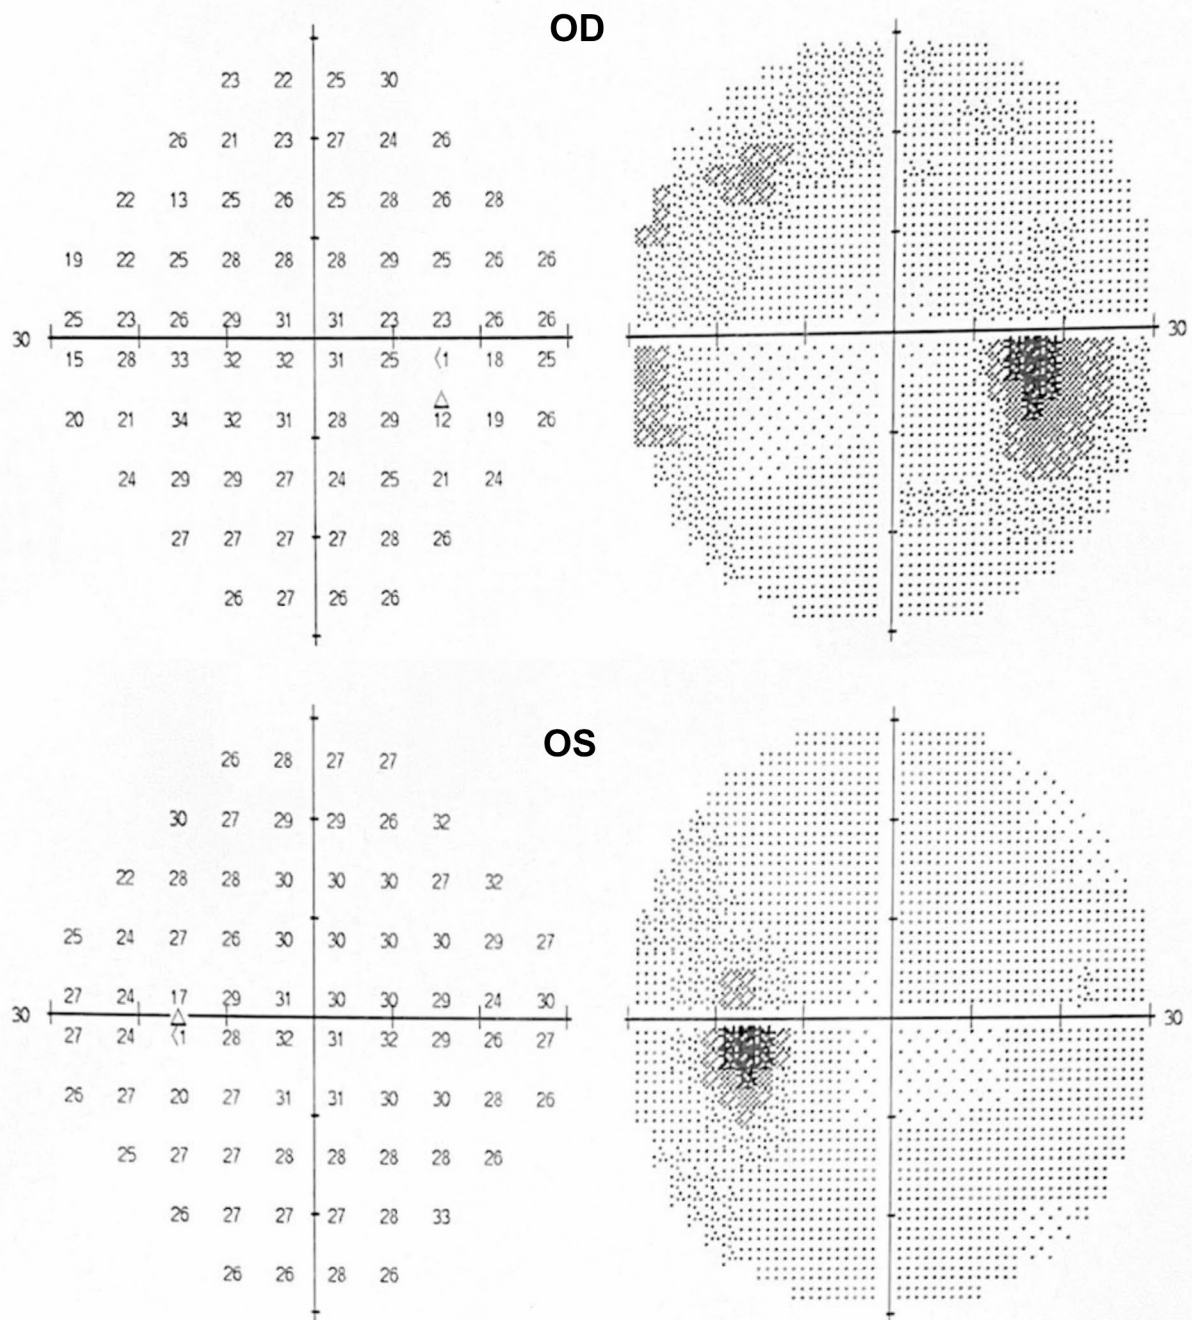 OD
23 22 25 30
26 21 23 27 24 26
22 13 25 26 25 28 26 28
19 22 25 28 28 28 29 25 26 26
25 23 26 29 31 31 23 23 26 26
30 30
15 28 33 32 32 31 25 <1 18 25
20 21 34 32 31 28 29 12 19 26
24 29 29 27 24 25 21 24
27 27 27 27 28 26
26 27 26 26
OS
26 28 27 27
30 27 29 29 26 32
22 28 28 30 30 30 27 32
25 24 27 26 30 30 30 30 29 27
27 24 17 29 31 30 30 29 24 30
30 30
27 24 <1 28 32 31 32 29 26 27
26 27 20 27 31 31 30 30 28 26
25 27 27 28 28 28 28 26
26 27 27 27 28 33
26 26 28 26